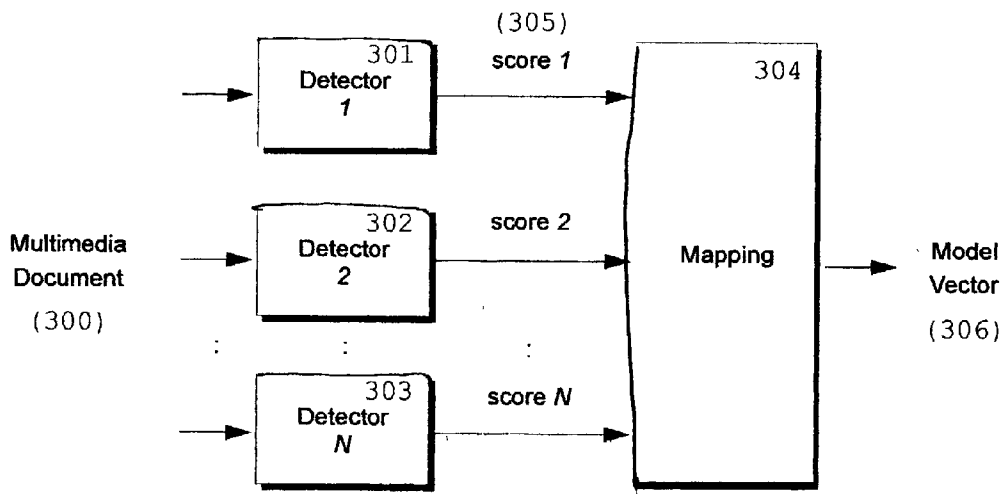 (305)
301
score 1
304
Detector
1
302
score 2
Detector
2
Multimedia
Document
(300)
Mapping
Model
Vector
(306)
303
score N
Detector
N